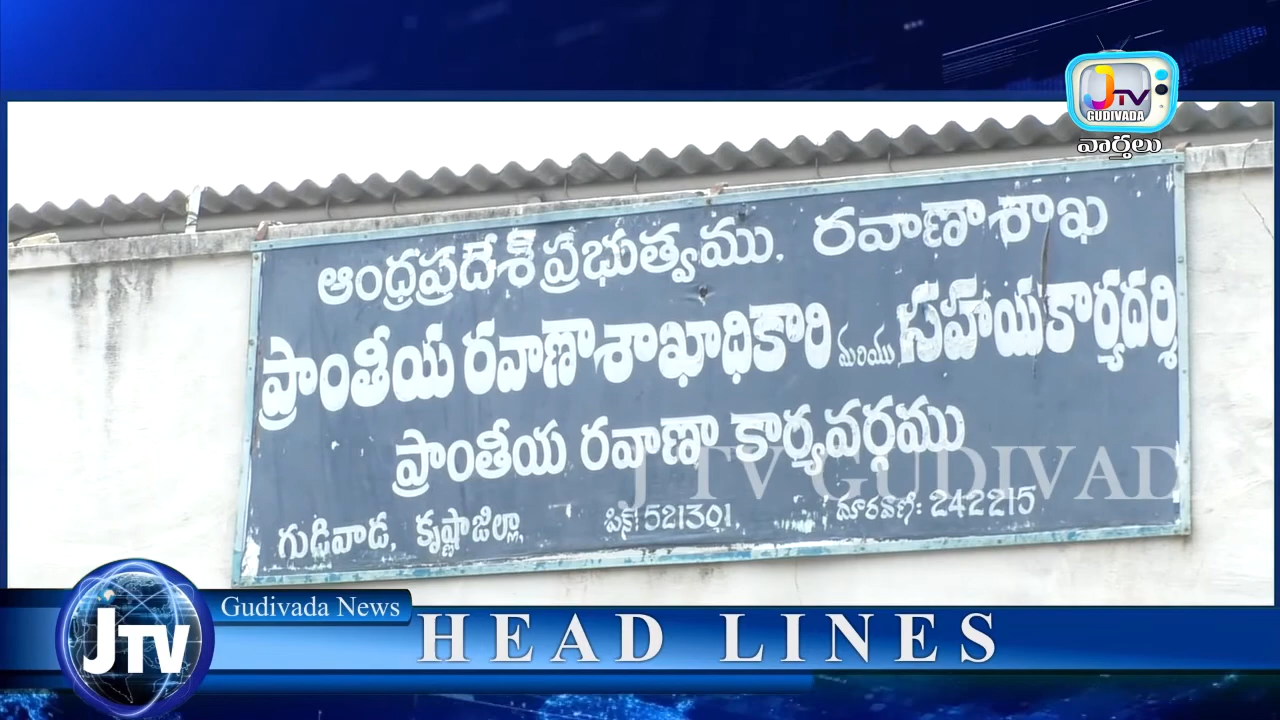 JTV
GUDIVADA
వార్తలు
ఆంధ్రప్రదేశ్ ప్రభుత్వము, రవాణాశాఖ
ప్రాంతీయ రవాణాశాఖాధికారి మరియు సహాయకార్యదర్శి
ప్రాంతీయ రవాణా కార్యవర్గము
J TV GUDIVADA
గుడివాడ, కృష్ణాజిల్లా, పిన్: 521301, దూరవాణి: 242215
Gudivada News
JTV
HEAD LINES